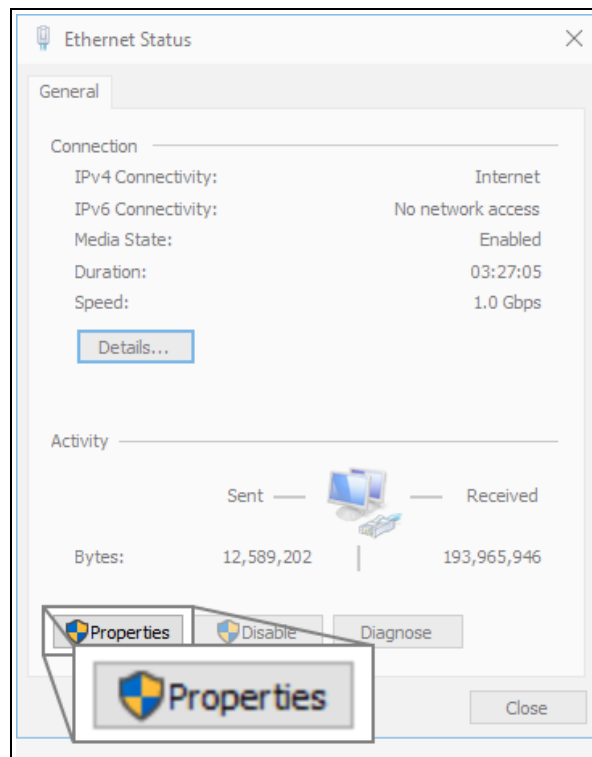 Ethernet Status
General
Connection
IPv4 Connectivity: Internet
IPv6 Connectivity: No network access
Media State: Enabled
Duration: 03:27:05
Speed: 1.0 Gbps
Details...
Activity
Sent Received
Bytes: 12,589,202 193,965,946
Properties Disable Diagnose
Properties
Close